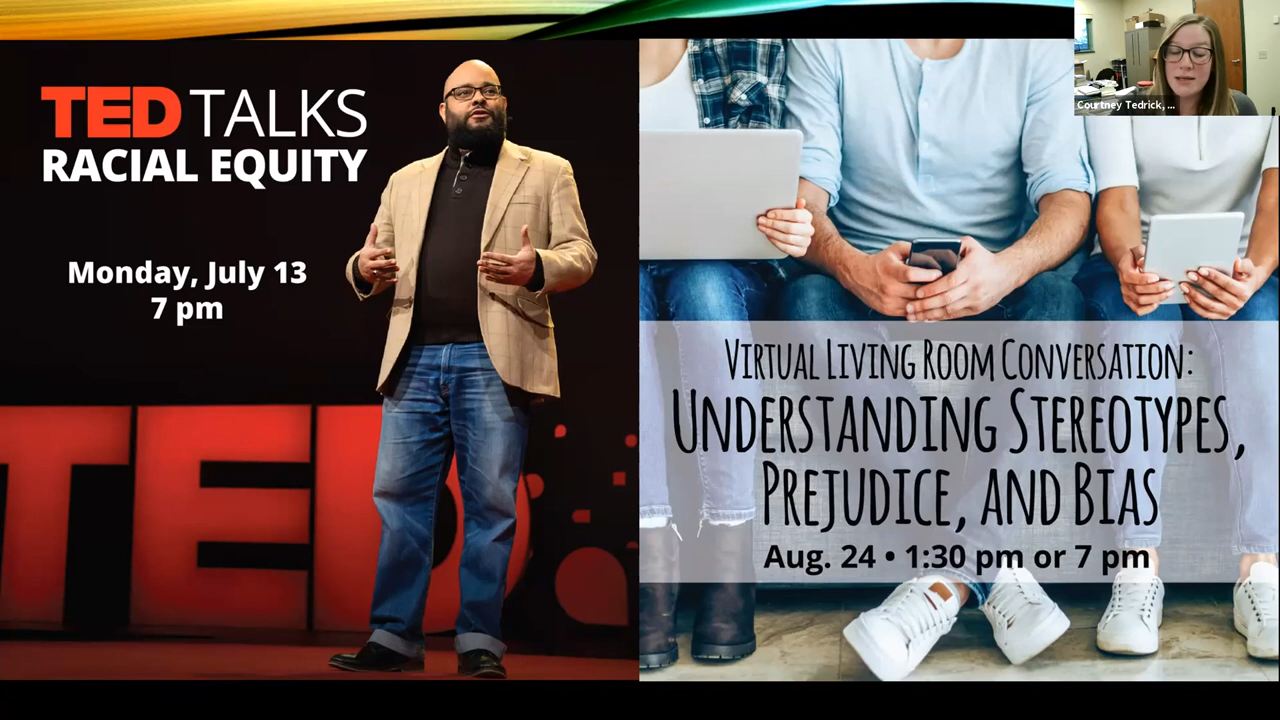 TED TALKS
RACIAL EQUITY
Monday, July 13
7 pm
TED
VIRTUAL LIVING ROOM CONVERSATION:
UNDERSTANDING STEREOTYPES,
PREJUDICE, AND BIAS
Aug. 24 • 1:30 pm or 7 pm
Courtney Tedrick, ...